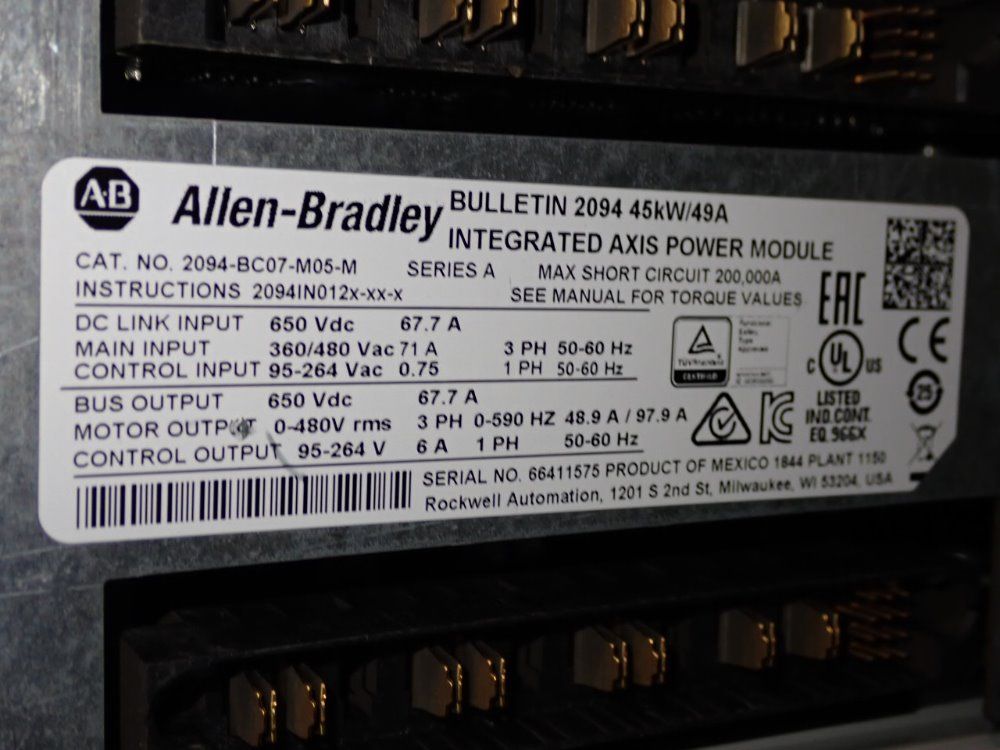 A·B Allen-Bradley
BULLETIN 2094 45kW/49A
INTEGRATED AXIS POWER MODULE
CAT. NO. 2094-BC07-M05-M SERIES A MAX SHORT CIRCUIT 200,000A
INSTRUCTIONS 2094IN012x-xx-x SEE MANUAL FOR TORQUE VALUES
DC LINK INPUT 650 Vdc 67.7 A
MAIN INPUT 360/480 Vac 71 A 3 PH 50-60 Hz
CONTROL INPUT 95-264 Vac 0.75 1 PH 50-60 Hz
BUS OUTPUT 650 Vdc 67.7 A
MOTOR OUTPUT 0-480V rms 3 PH 0-590 HZ 48.9 A / 97.9 A
CONTROL OUTPUT 95-264 V 6 A 1 PH 50-60 Hz
SERIAL NO. 66411575 PRODUCT OF MEXICO 1844 PLANT 1150
Rockwell Automation, 1201 S 2nd St, Milwaukee, WI 53204, USA
EAC
CE
C UL US
LISTED
IND.CONT.
EQ. 966X
25
KC